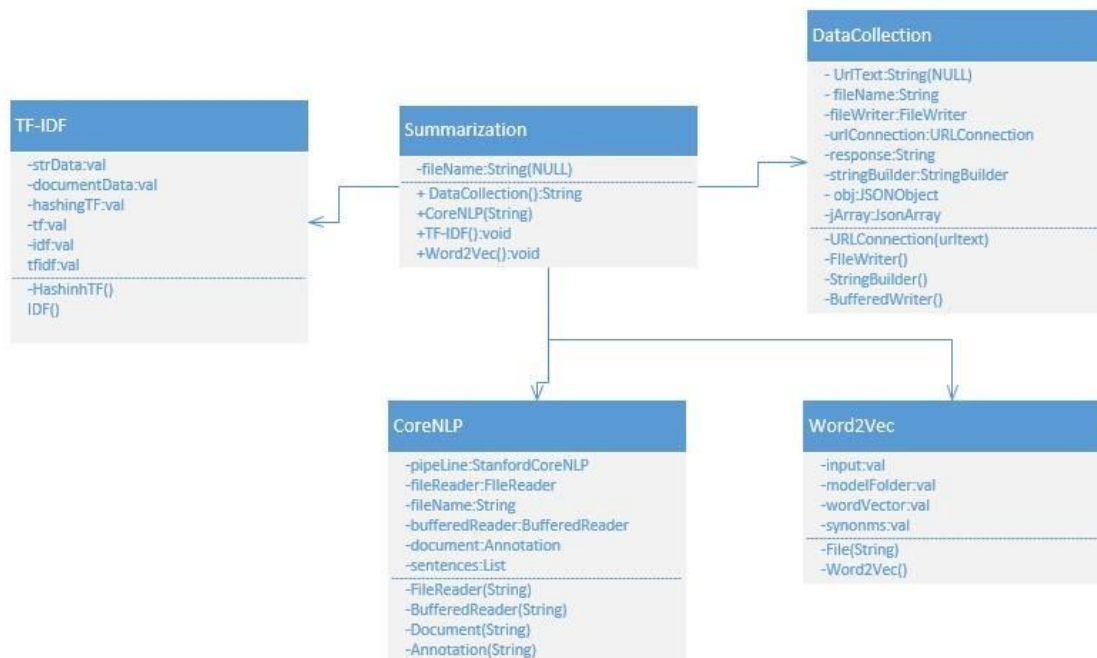 DataCollection
- UrlText:String(NULL)
- fileName:String
-fileWriter:FileWriter
-urlConnection:URLConnection
-response:String
-stringBuilder:StringBuilder
- obj:JSONObject
-jArray:JsonArray
-URLConnection(urltext)
-FIleWriter()
-StringBuilder()
-BufferedWriter()
TF-IDF
-strData:val
-documentData:val
-hashingTF:val
-tf:val
-idf:val
tfidf:val
-HashinhTF()
IDF()
Summarization
-fileName:String(NULL)
+ DataCollection():String
+CoreNLP(String)
+TF-IDF():void
+Word2Vec():void
CoreNLP
-pipeLine:StanfordCoreNLP
-fileReader:FIleReader
-fileName:String
-bufferedReader:BufferedReader
-document:Annotation
-sentences:List
-FileReader(String)
-BufferedReader(String)
-Document(String)
-Annotation(String)
Word2Vec
-input:val
-modelFolder:val
-wordVector:val
-synonms:val
-File(String)
-Word2Vec()